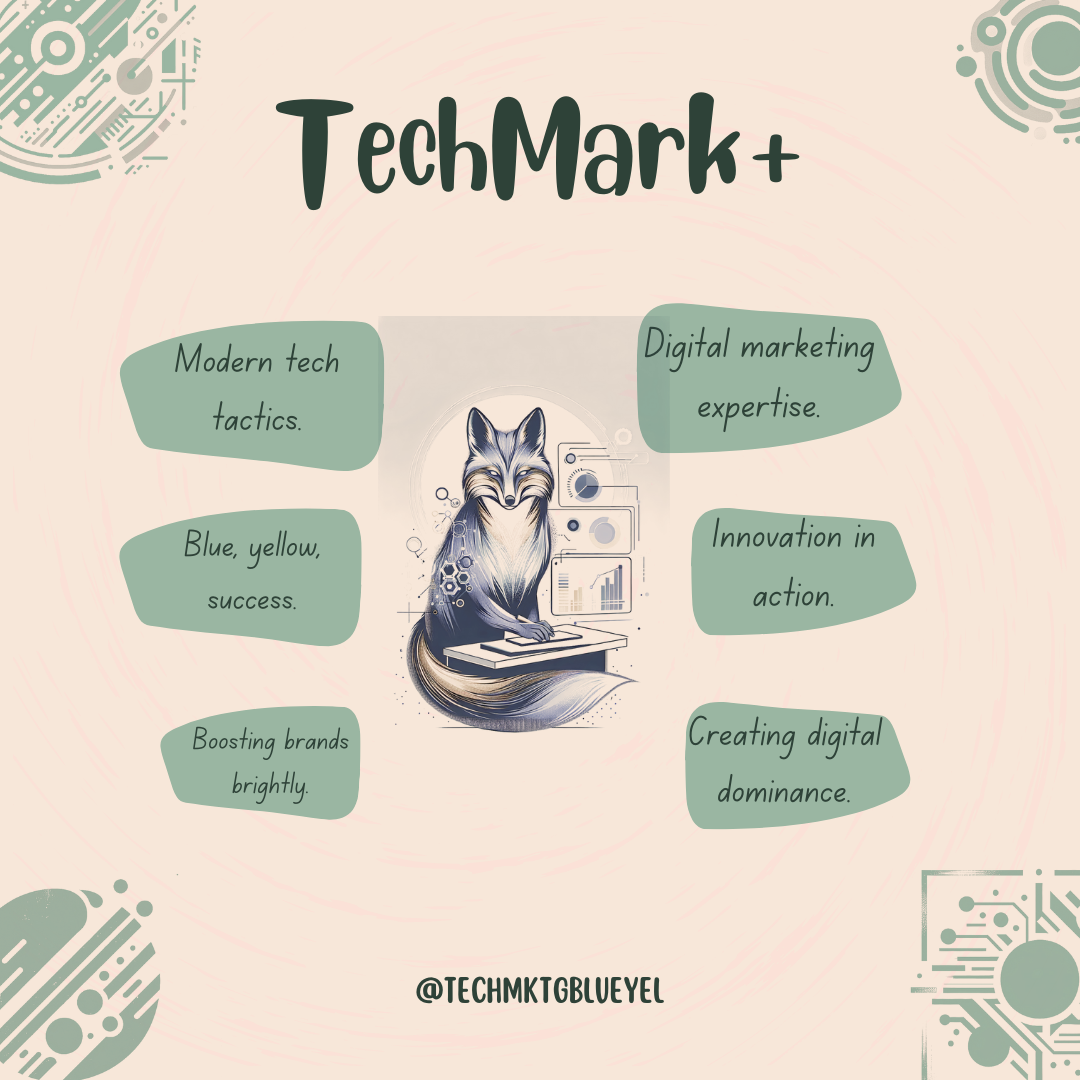 TechMark+
Modern tech
tactics.
Digital marketing
expertise.
Blue, yellow,
success.
Innovation in
action.
Boosting brands
brightly.
Creating digital
dominance.
@TECHMKTGBLUEYEL